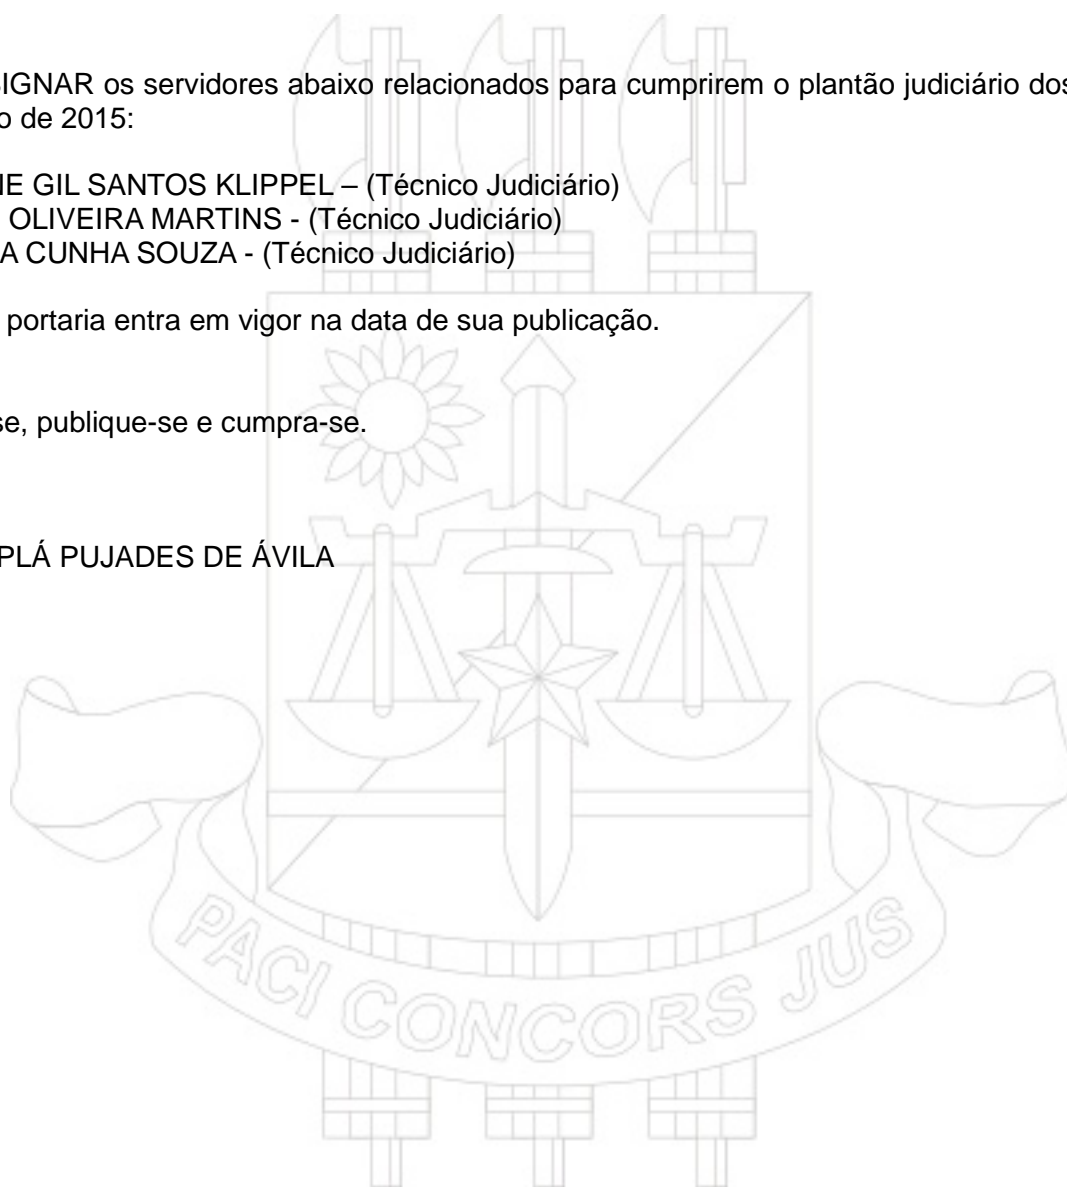 SIGNAR os servidores abaixo relacionados para cumprirem o plantão judiciário dos
o de 2015:
NE GIL SANTOS KLIPPEL – (Técnico Judiciário)
OLIVEIRA MARTINS - (Técnico Judiciário)
A CUNHA SOUZA - (Técnico Judiciário)
portaria entra em vigor na data de sua publicação.
se, publique-se e cumpra-se.
PLÁ PUJADES DE ÁVILA
PACI CONCORS JUS